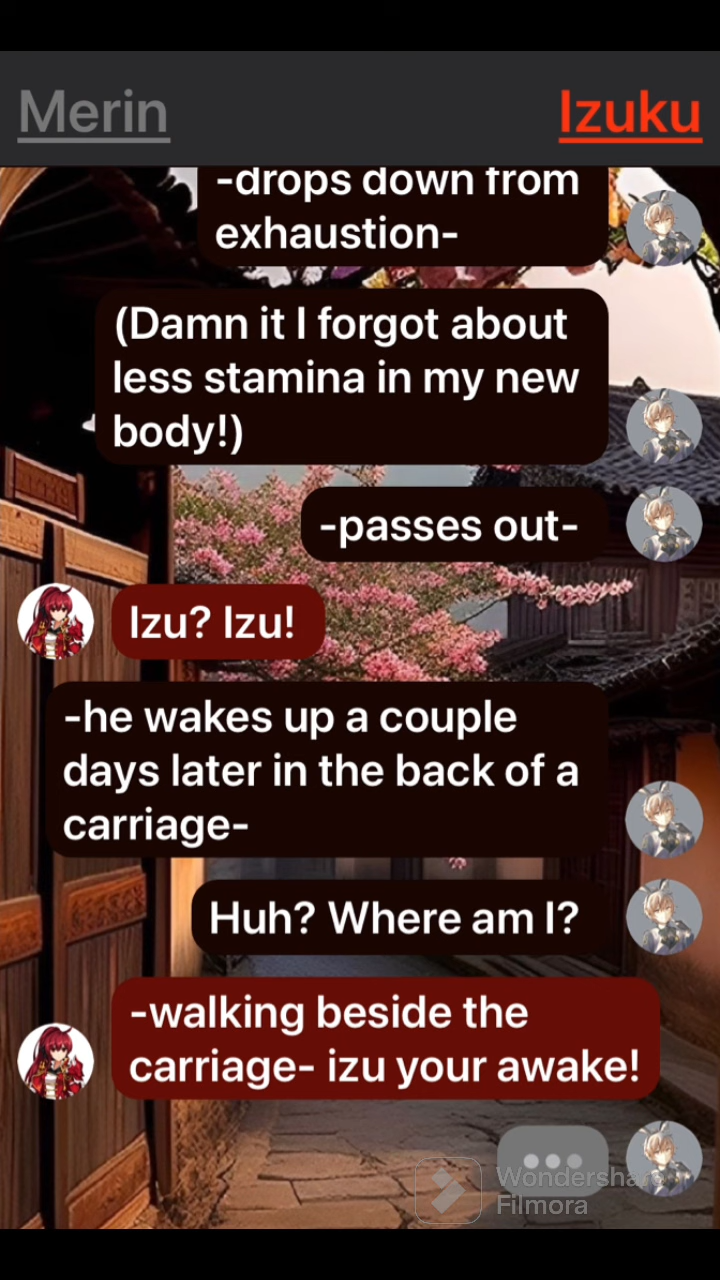 Merin
Izuku
-drops down from
exhaustion-
(Damn it I forgot about
less stamina in my new
body!)
-passes out-
Izu? Izu!
-he wakes up a couple
days later in the back of a
carriage-
Huh? Where am I?
-walking beside the
carriage- izu your awake!
Wondershare
Filmora